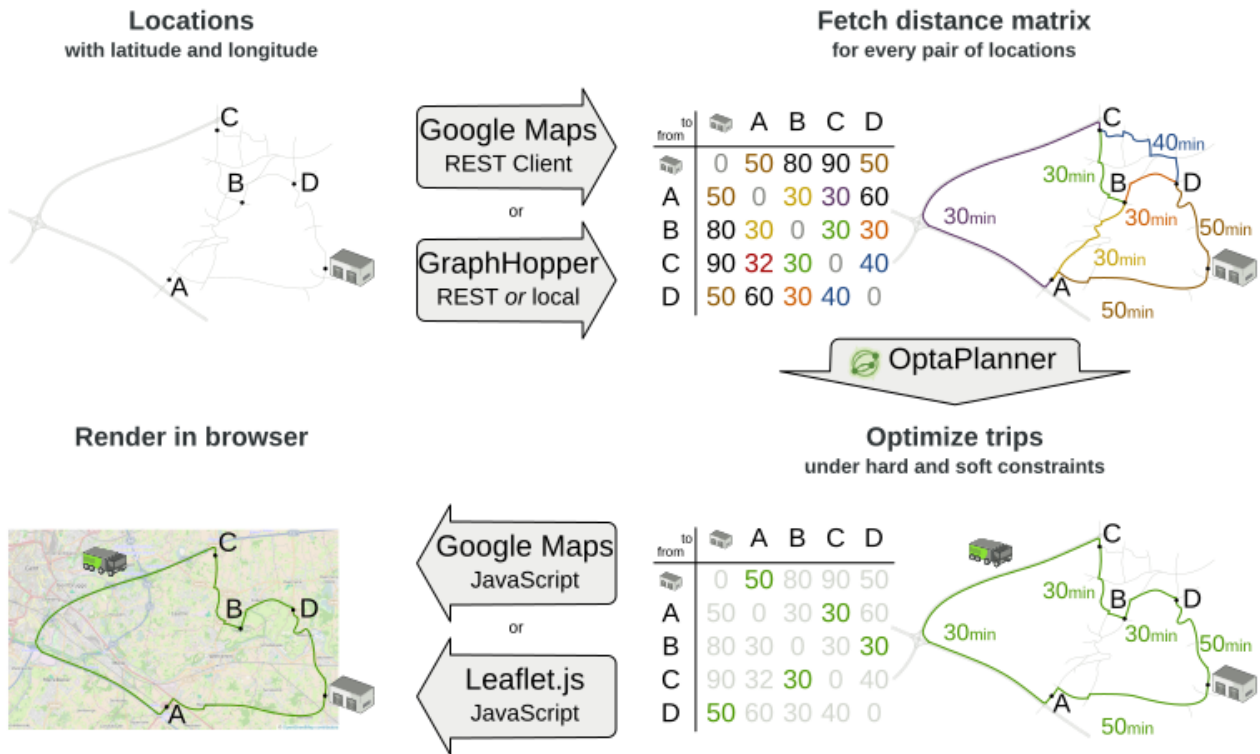 Locations
with latitude and longitude
C
B
D
A
Google Maps
REST Client
or
GraphHopper
REST or local
Fetch distance matrix
for every pair of locations
to
from
A B C D
0 50 80 90 50
A 50 0 30 30 60
B 80 30 0 30 30
C 90 32 30 0 40
D 50 60 30 40 0
C
40min
30min
B
D
30min
30min
50min
30min
A
50min
OptaPlanner
Render in browser
C
B
D
A
Google Maps
JavaScript
or
Leaflet.js
JavaScript
Optimize trips
under hard and soft constraints
to
from
A B C D
0 50 80 90 50
A 50 0 30 30 60
B 80 30 0 30 30
C 90 32 30 0 40
D 50 60 30 40 0
C
30min
B
D
30min
30min
50min
A
50min